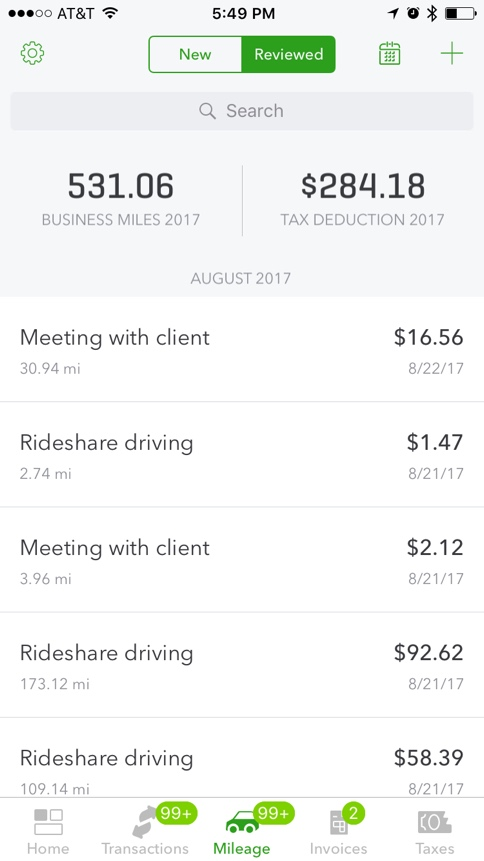 AT&T 5:49 PM
New Reviewed
Search
531.06 $284.18
BUSINESS MILES 2017 TAX DEDUCTION 2017
AUGUST 2017
Meeting with client $16.56
30.94 mi 8/22/17
Rideshare driving $1.47
2.74 mi 8/21/17
Meeting with client $2.12
3.96 mi 8/21/17
Rideshare driving $92.62
173.12 mi 8/21/17
Rideshare driving $58.39
109.14 mi 8/21/17
99+ 99+ 2
Home Transactions Mileage Invoices Taxes